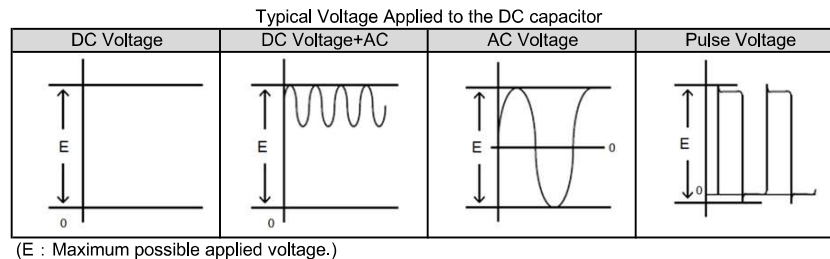 Typical Voltage Applied to the DC capacitor
DC Voltage DC Voltage+AC AC Voltage Pulse Voltage
E E E E
0 0 0 0
(E : Maximum possible applied voltage.)